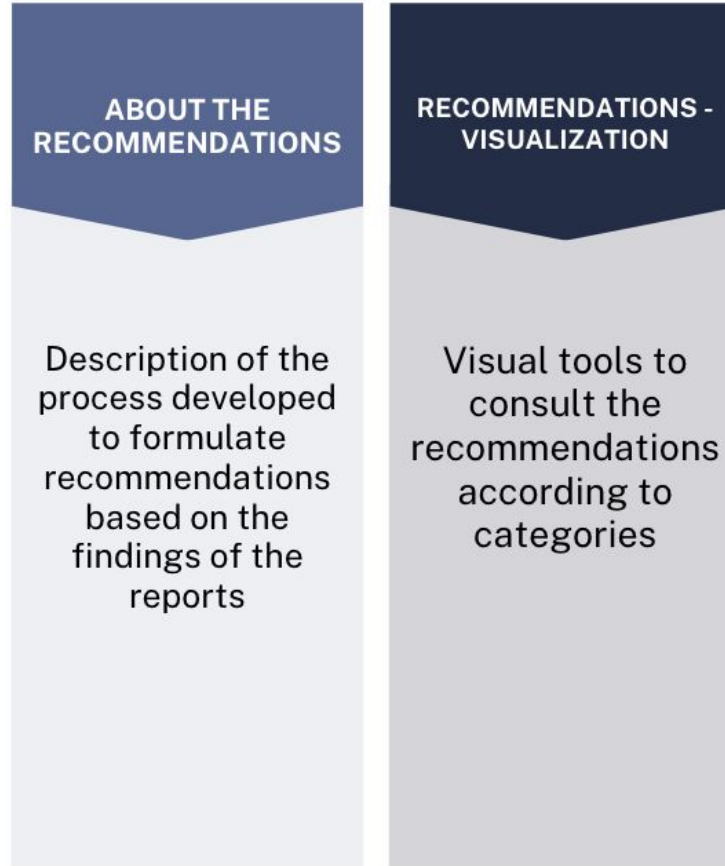 ABOUT THE
RECOMMENDATIONS
Description of the
process developed
to formulate
recommendations
based on the
findings of the
reports
RECOMMENDATIONS -
VISUALIZATION
Visual tools to
consult the
recommendations
according to
categories